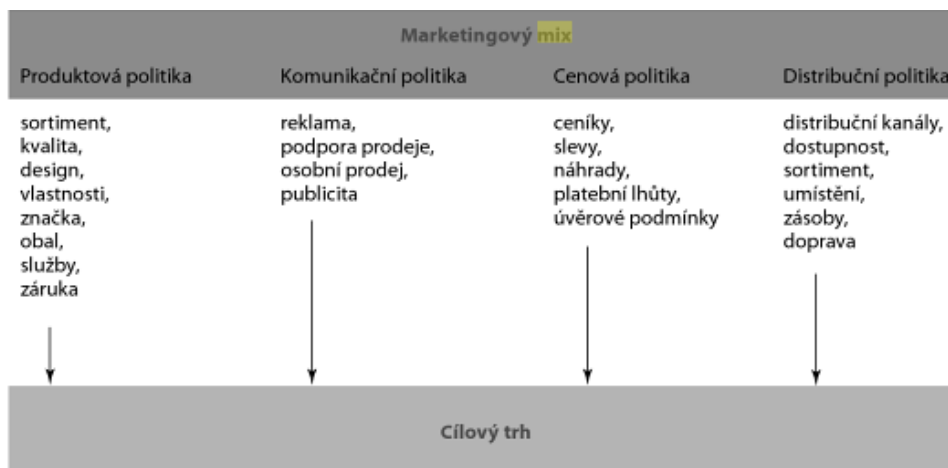 Marketingový mix
Produktová politika
Komunikační politika
Cenová politika
Distribuční politika
sortiment,
kvalita,
design,
vlastnosti,
značka,
obal,
služby,
záruka
reklama,
podpora prodeje,
osobní prodej,
publicita
ceníky,
slevy,
náhrady,
platební lhůty,
úvěrové podmínky
distribuční kanály,
dostupnost,
sortiment,
umístění,
zásoby,
doprava
Cílový trh